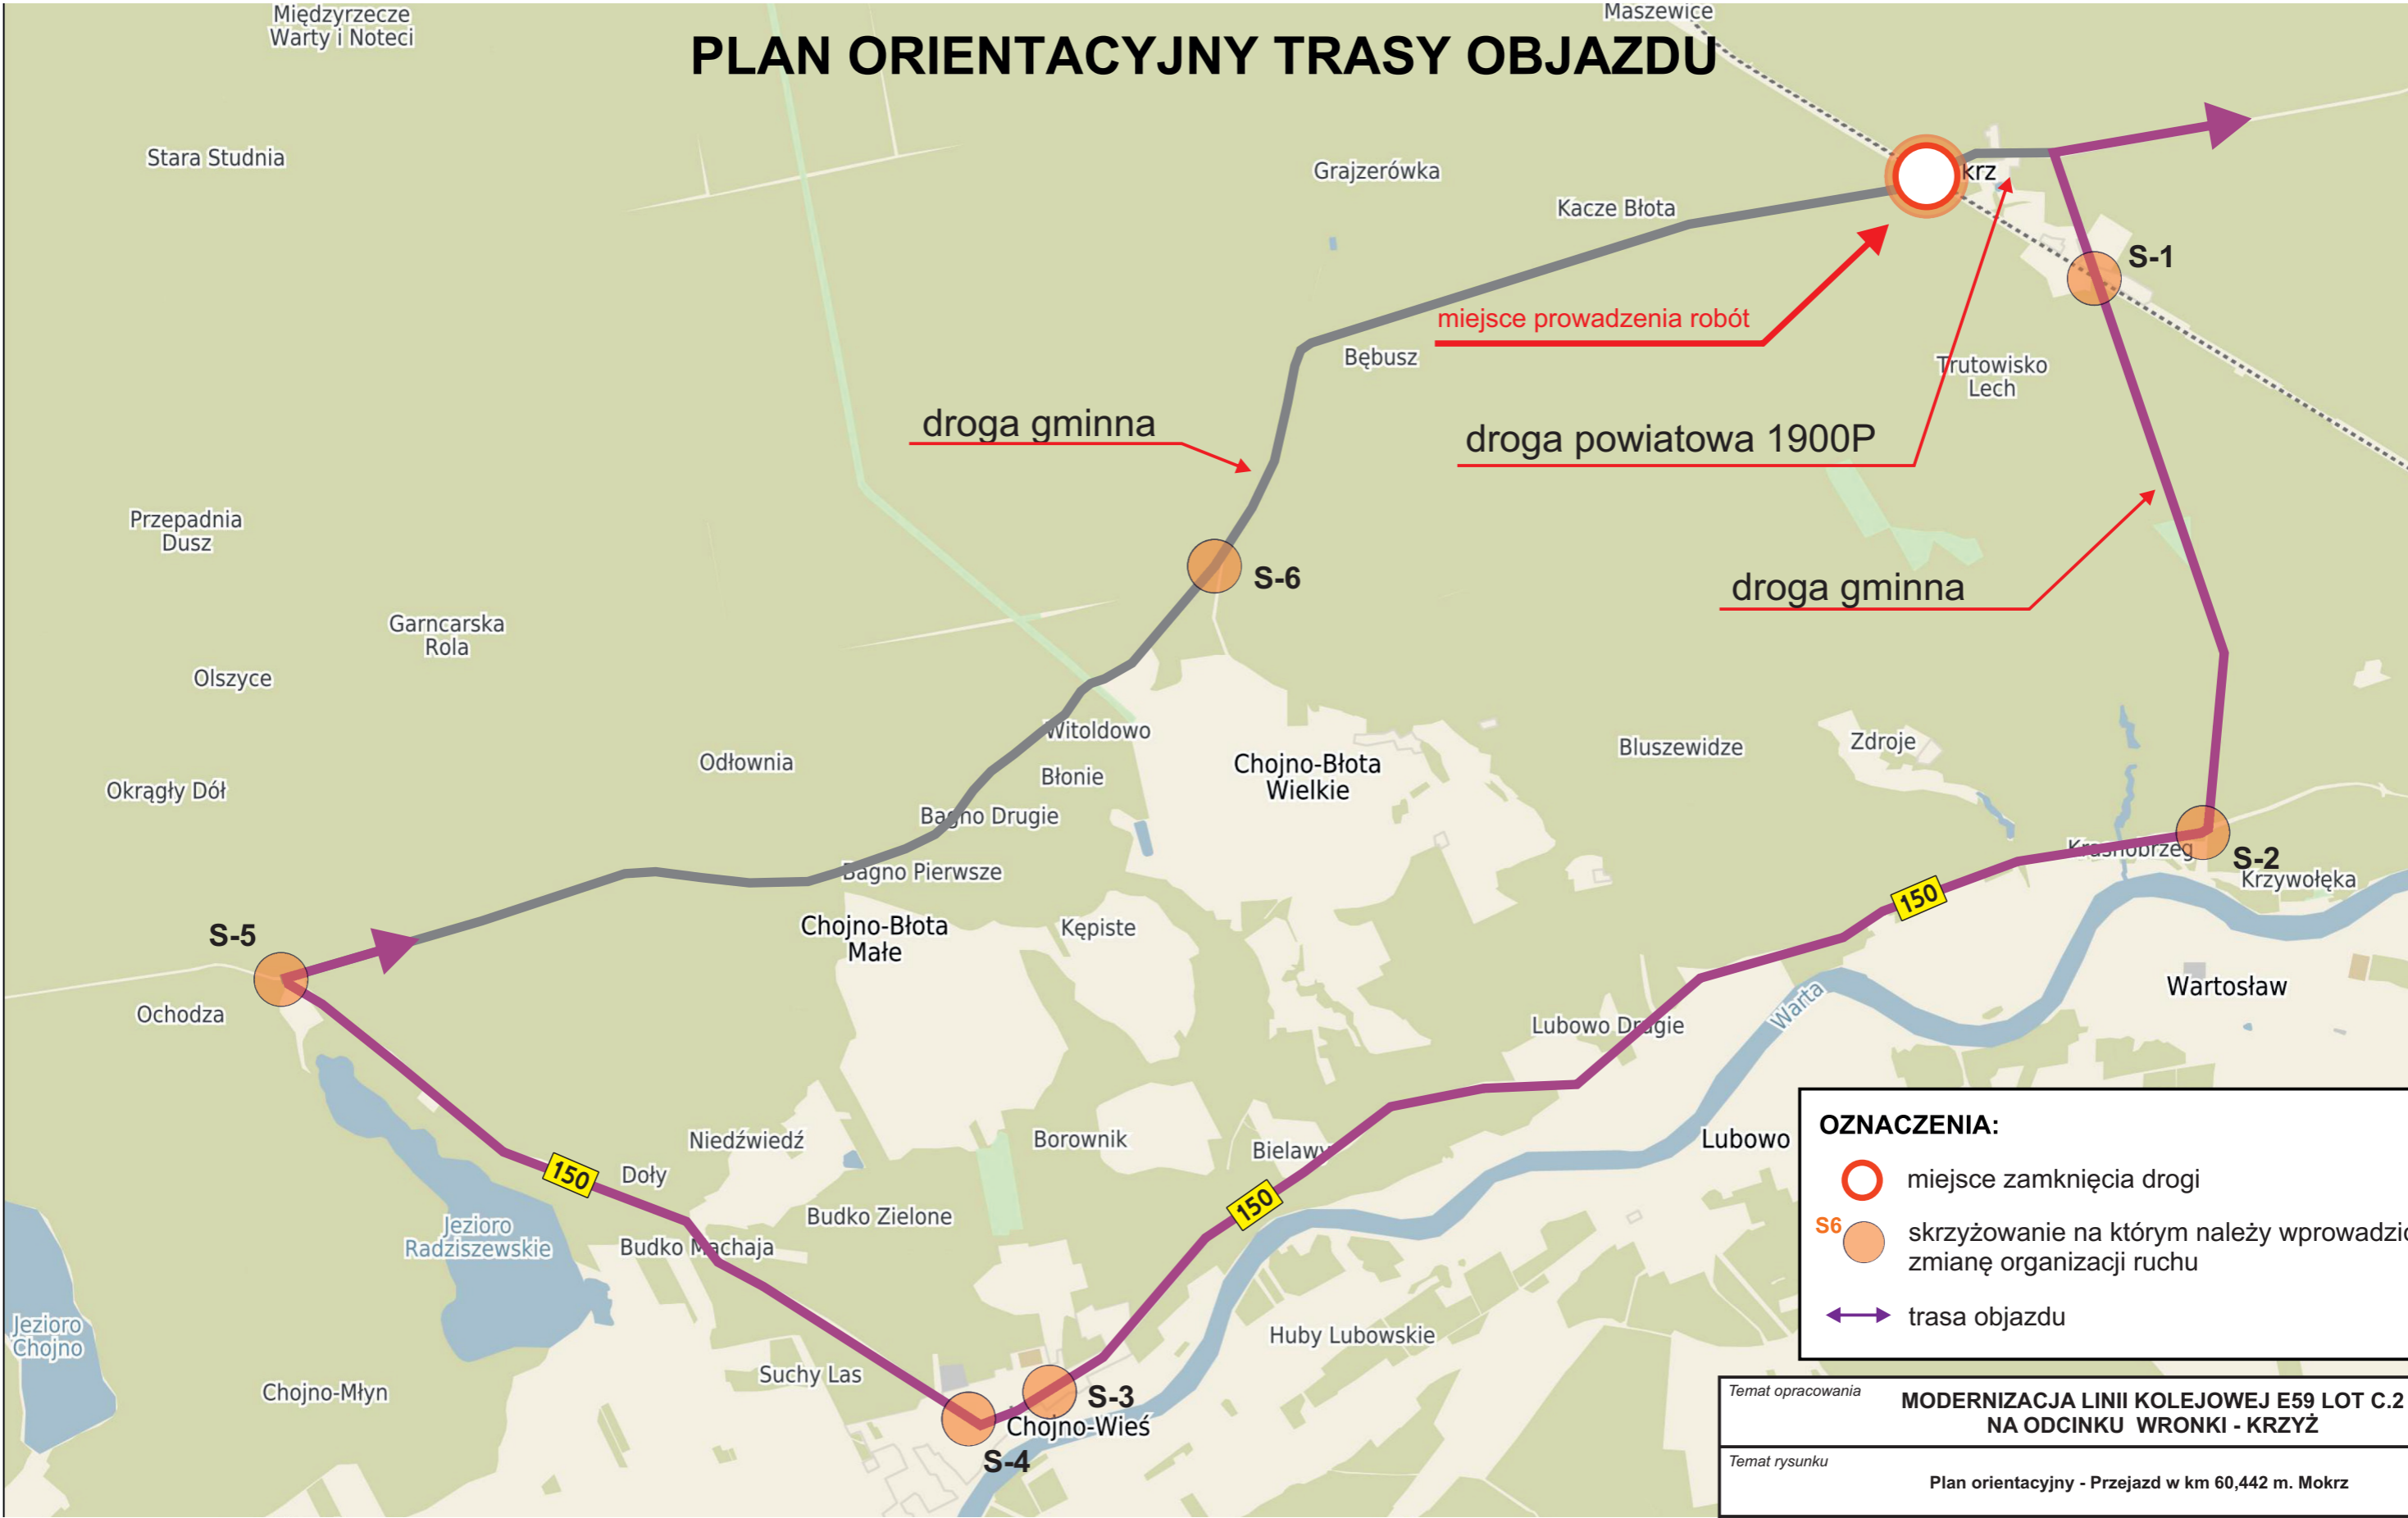 Międzyrzecze
Warty i Noteci
Maszewice
PLAN ORIENTACYJNY TRASY OBJAZDU
Stara Studnia
Grajzerówka
krz
Kacze Błota
S-1
miejsce prowadzenia robót
Bębusz
Trutowisko
Lech
droga gminna
droga powiatowa 1900P
Przepadnia
Dusz
S-6
droga gminna
Garncarska
Rola
Olszyce
Witoldowo
Odłownia
Błonie
Chojno-Błota
Wielkie
Bluszewidze
Zdroje
Okrągły Dół
Bagno Drugie
Bagno Pierwsze
Krasnobrzeg
S-2
Krzywołęka
150
S-5
Chojno-Błota
Małe
Kępiste
Wartosław
Ochodza
Lubowo Drugie
Warta
Niedźwiedź
Borownik
Bielawy
Lubowo
150
Doły
150
Budko Zielone
Jezioro
Radziszewskie
Budko Machaja
Jezioro
Chojno
Huby Lubowskie
Suchy Las
Chojno-Młyn
S-3
Chojno-Wieś
S-4
OZNACZENIA:
miejsce zamknięcia drogi
S6
skrzyżowanie na którym należy wprowadzić
zmianę organizacji ruchu
trasa objazdu
Temat opracowania
MODERNIZACJA LINII KOLEJOWEJ E59 LOT C.2
NA ODCINKU WRONKI - KRZYŻ
Temat rysunku
Plan orientacyjny - Przejazd w km 60,442 m. Mokrz